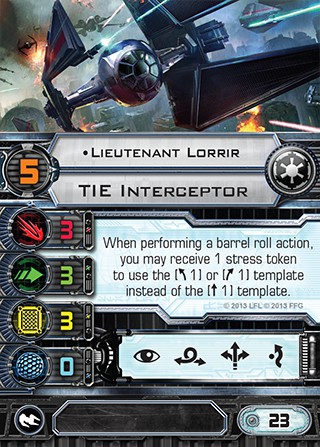 •Lieutenant Lorrir
5
TIE Interceptor
3
3
3
0
When performing a barrel roll action,
you may receive 1 stress token
to use the [↰ 1] or [↱ 1] template
instead of the [↑ 1] template.
© 2013 LFL © 2013 FFG
23